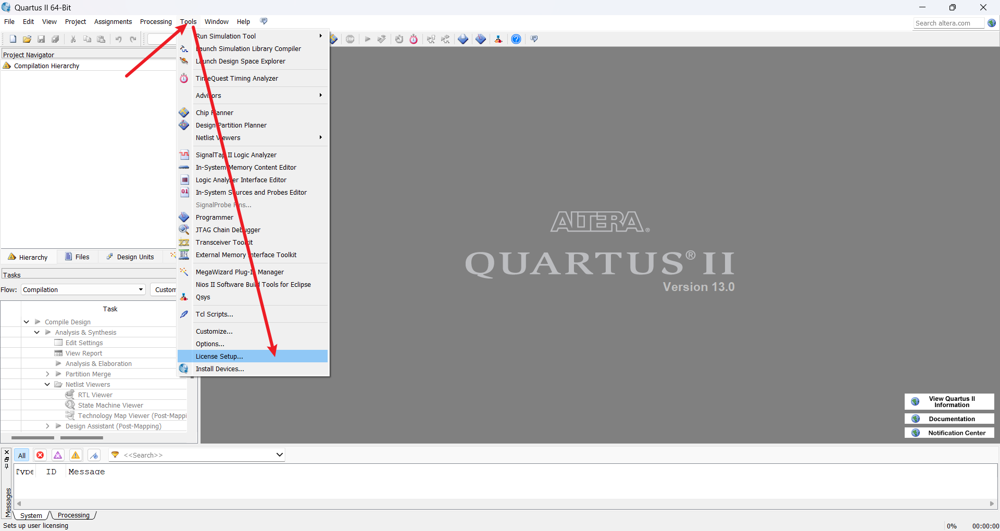 Quartus II 64-Bit
File Edit View Project Assignments Processing Tools Window Help
Search altera.com
Project Navigator
Compilation Hierarchy
Hierarchy Files Design Units
Tasks
Flow: Compilation Custom
Task
Compile Design
Analysis & Synthesis
Edit Settings
View Report
Analysis & Elaboration
Partition Merge
Netlist Viewers
RTL Viewer
State Machine Viewer
Technology Map Viewer (Post-Mappi
Design Assistant (Post-Mapping)
Run Simulation Tool
Launch Simulation Library Compiler
Launch Design Space Explorer
TimeQuest Timing Analyzer
Advisors
Chip Planner
Design Partition Planner
Netlist Viewers
SignalTap II Logic Analyzer
In-System Memory Content Editor
Logic Analyzer Interface Editor
In-System Sources and Probes Editor
SignalProbe Pins...
Programmer
JTAG Chain Debugger
Transceiver Toolkit
External Memory Interface Toolkit
MegaWizard Plug-In Manager
Nios II Software Build Tools for Eclipse
Qsys
Tcl Scripts...
Customize...
Options...
License Setup...
Install Devices...
ALTERA®
QUARTUS® II
Version 13.0
View Quartus II
Information
Documentation
Notification Center
All <<Search>>
Type ID Message
Messages
System Processing
Sets up user licensing
0% 00:00:00